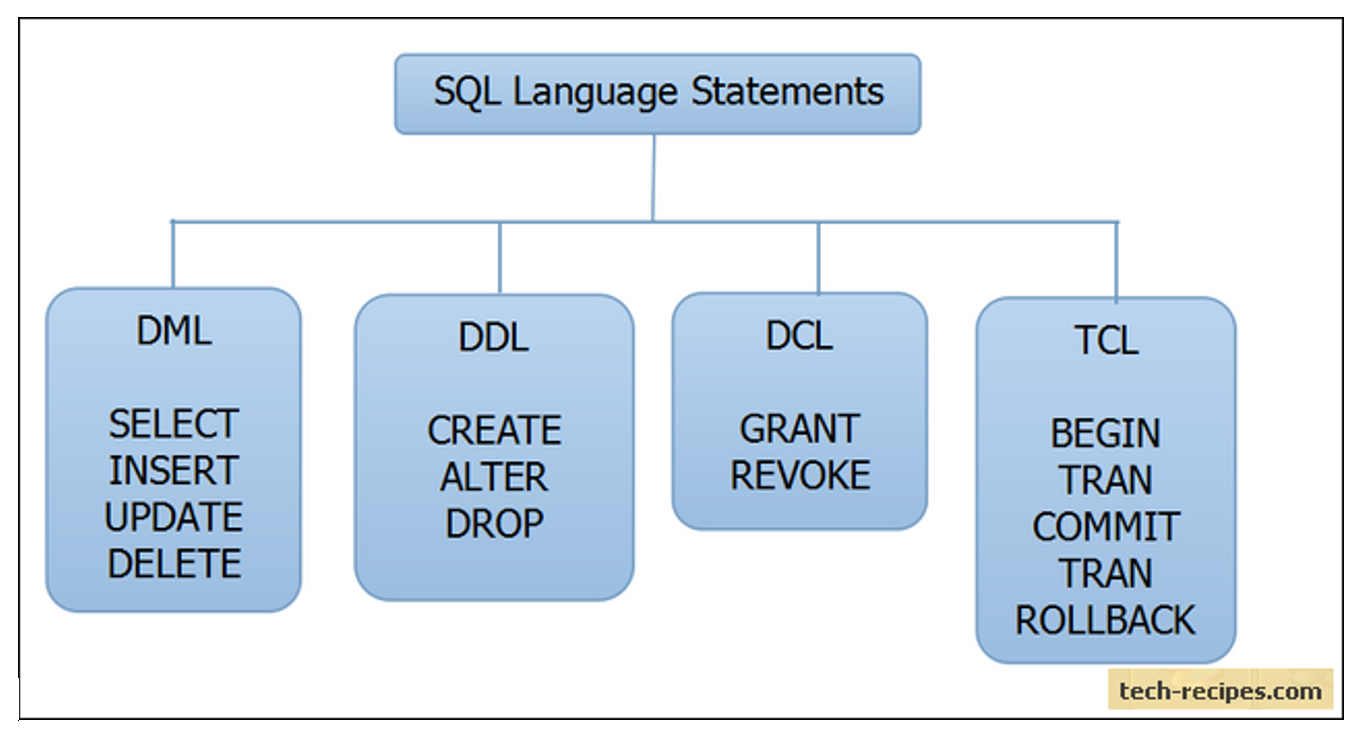 SQL Language Statements
DML
SELECT
INSERT
UPDATE
DELETE
DDL
CREATE
ALTER
DROP
DCL
GRANT
REVOKE
TCL
BEGIN
TRAN
COMMIT
TRAN
ROLLBACK
tech-recipes.com